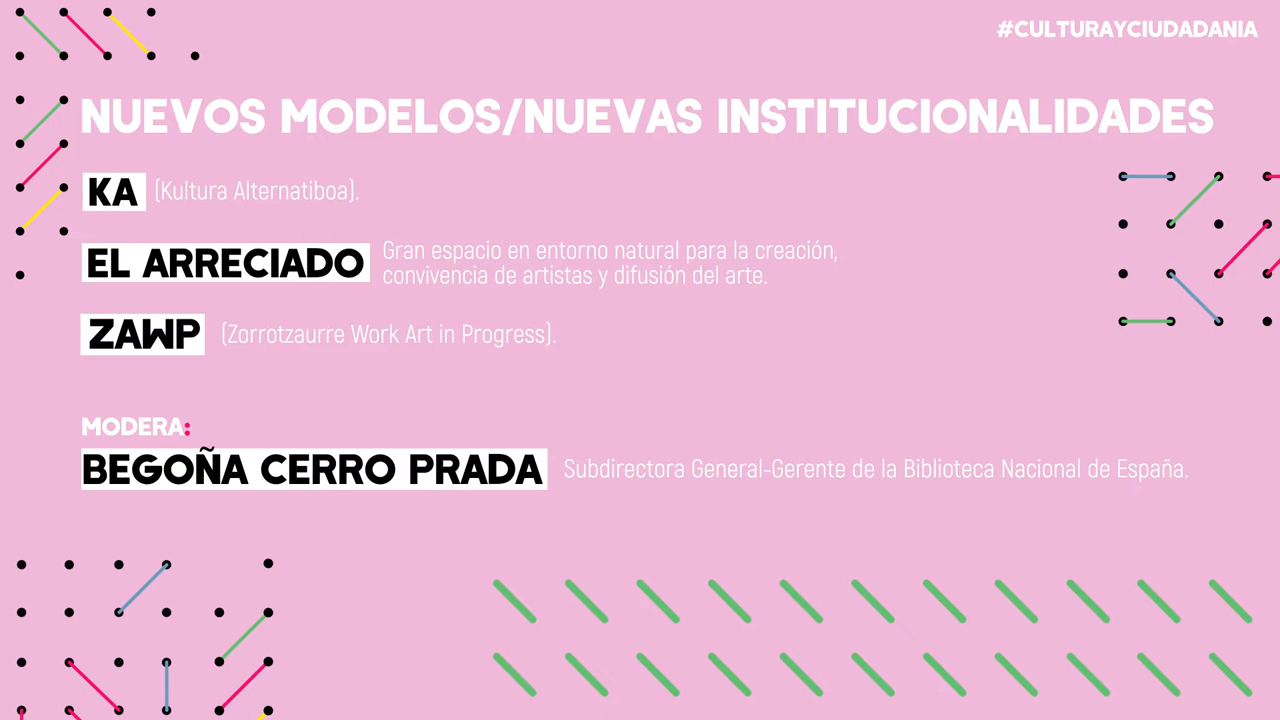 #CULTURAYCIUDADANIA
NUEVOS MODELOS/NUEVAS INSTITUCIONALIDADES
KA (Kultura Alternatiboa).
EL ARRECIADO Gran espacio en entorno natural para la creación,
convivencia de artistas y difusión del arte.
ZAWP (Zorrotzaurre Work Art in Progress).
MODERA:
BEGOÑA CERRO PRADA Subdirectora General-Gerente de la Biblioteca Nacional de España.